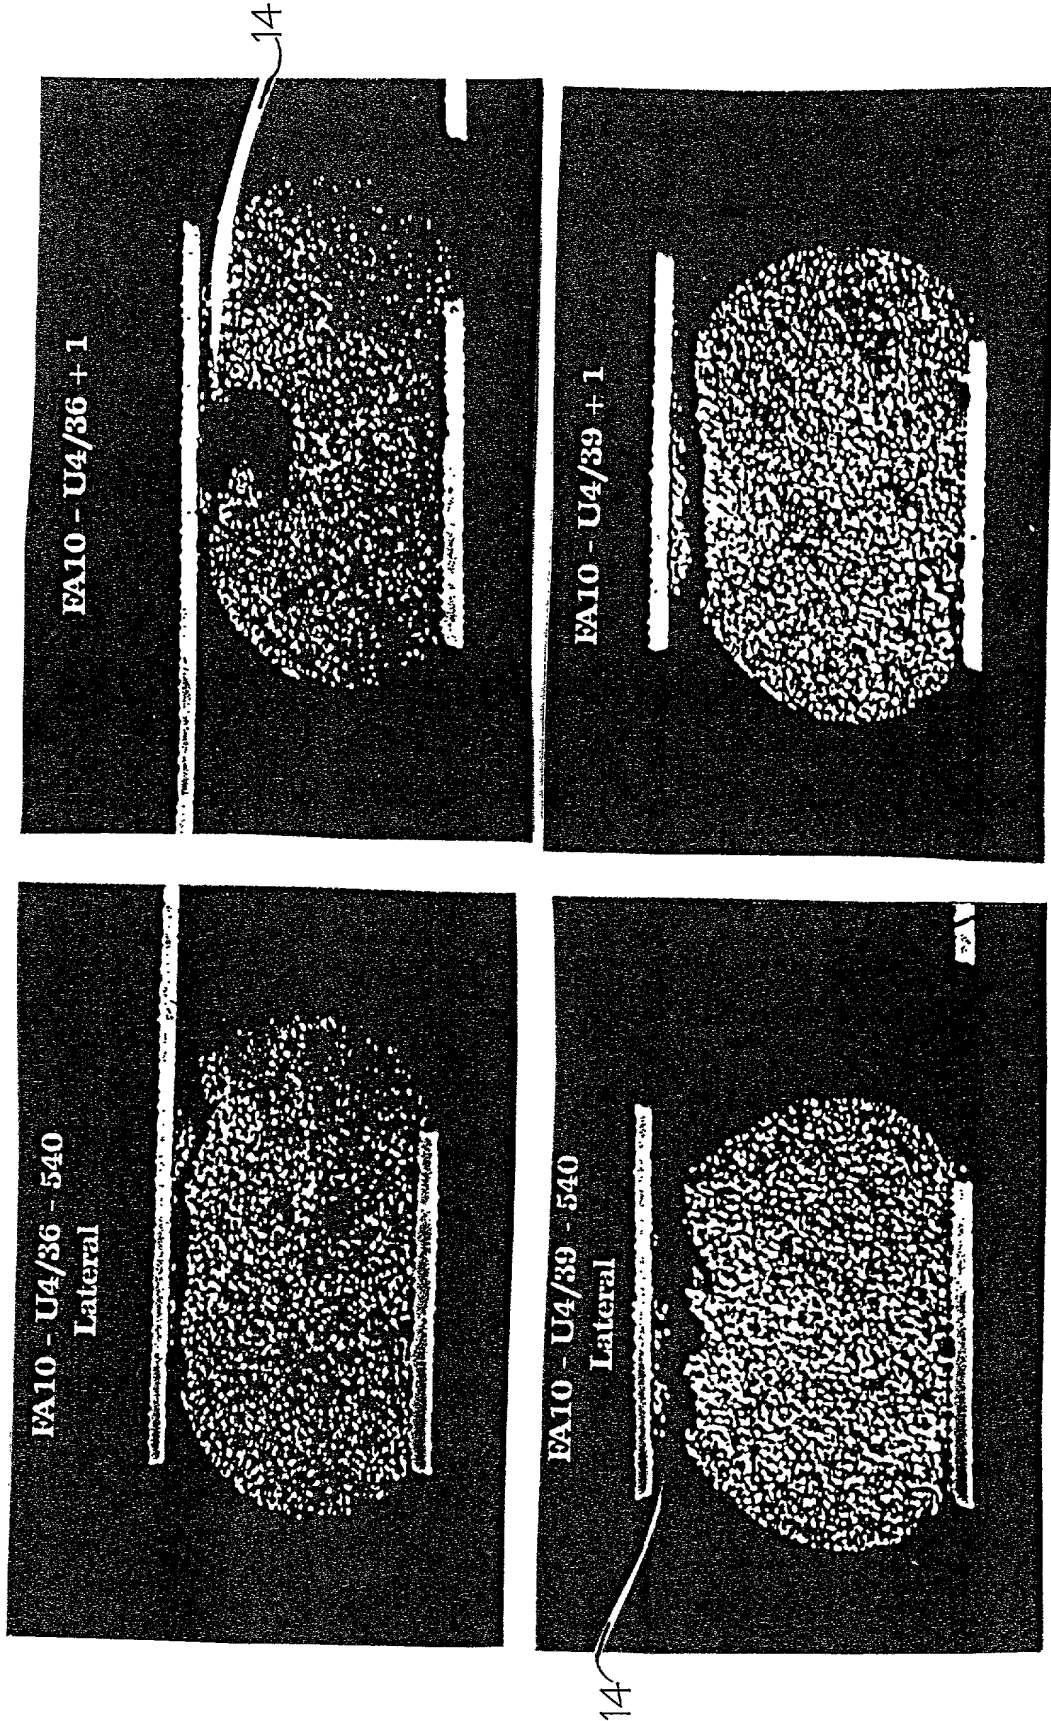 FA10 - U4/36 - 540
Lateral
FA10 - U4/36 + 1
14
FA10 - U4/39 - 540
Lateral
FA10 - U4/39 + 1
14